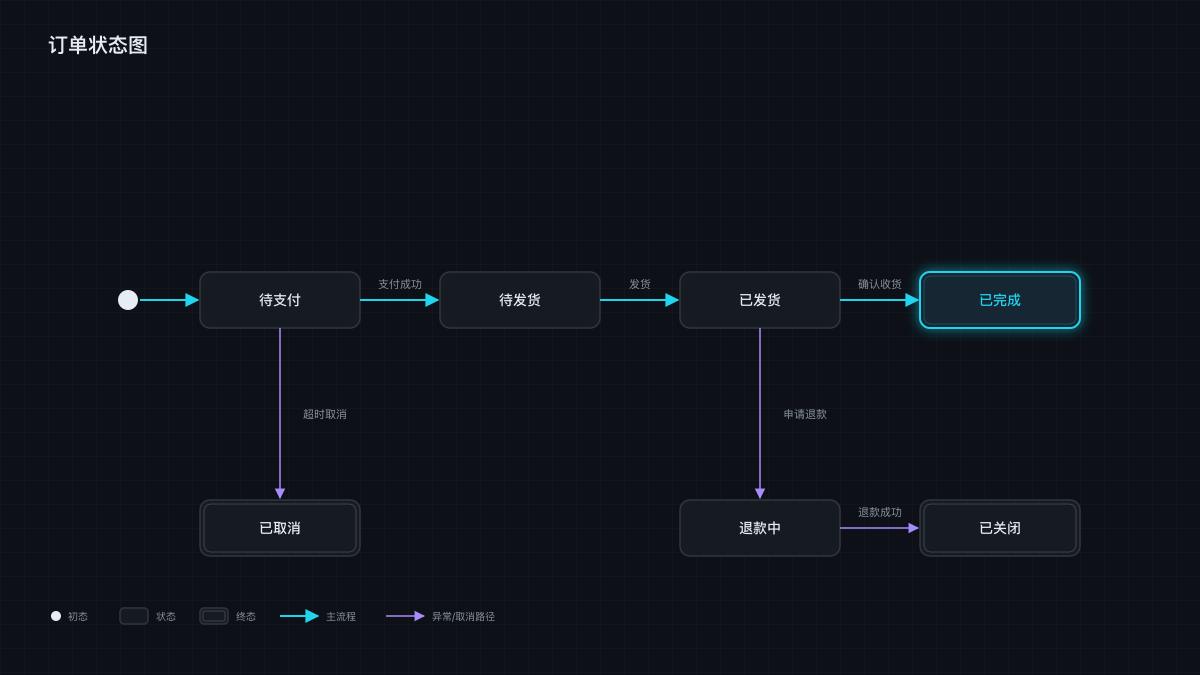 订单状态图
支付成功
发货
确认收货
待支付
待发货
已发货
已完成
超时取消
申请退款
退款成功
已取消
退款中
已关闭
初态
状态
终态
主流程
异常/取消路径